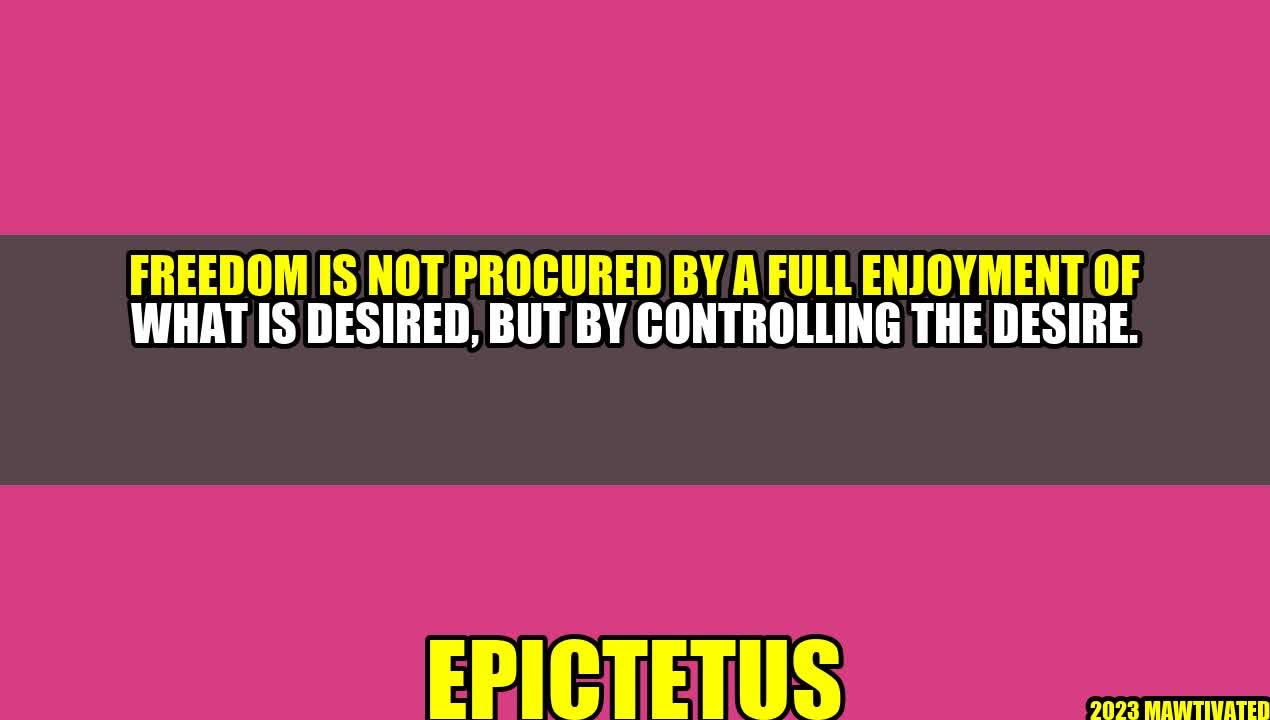 FREEDOM IS NOT PROCURED BY A FULL ENJOYMENT OF
WHAT IS DESIRED, BUT BY CONTROLLING THE DESIRE.
EPICTETUS
2023 MAWTIVATED